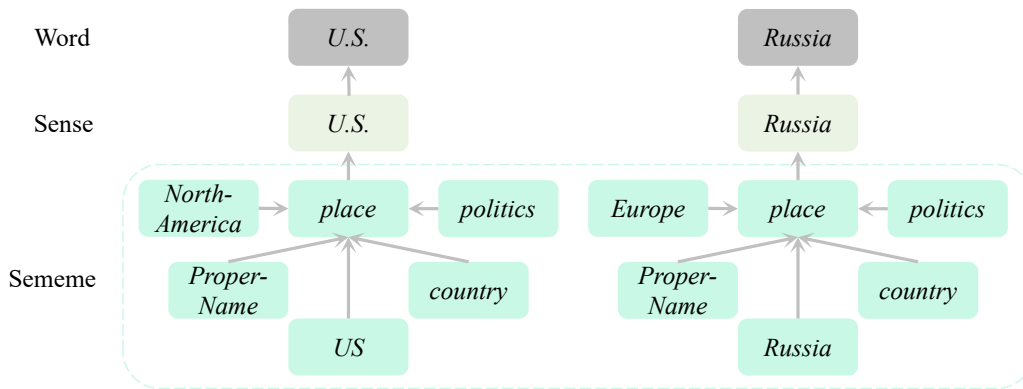 Word
U.S.
Russia
Sense
U.S.
Russia
Sememe
North-
America
place
politics
Europe
place
politics
Proper-
Name
country
Proper-
Name
country
US
Russia